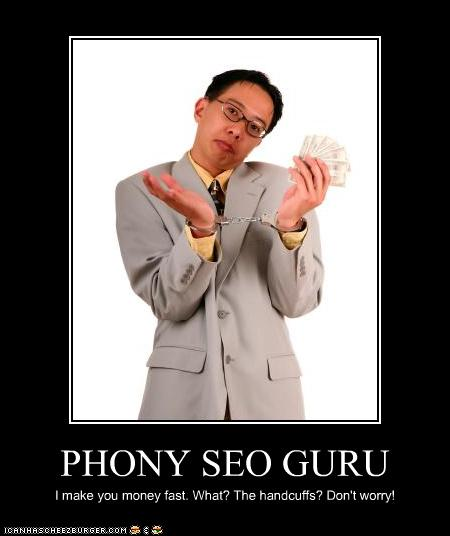 PHONY SEO GURU
I make you money fast. What? The handcuffs? Don't worry!
ICANHASCHEEZBURGER.COM